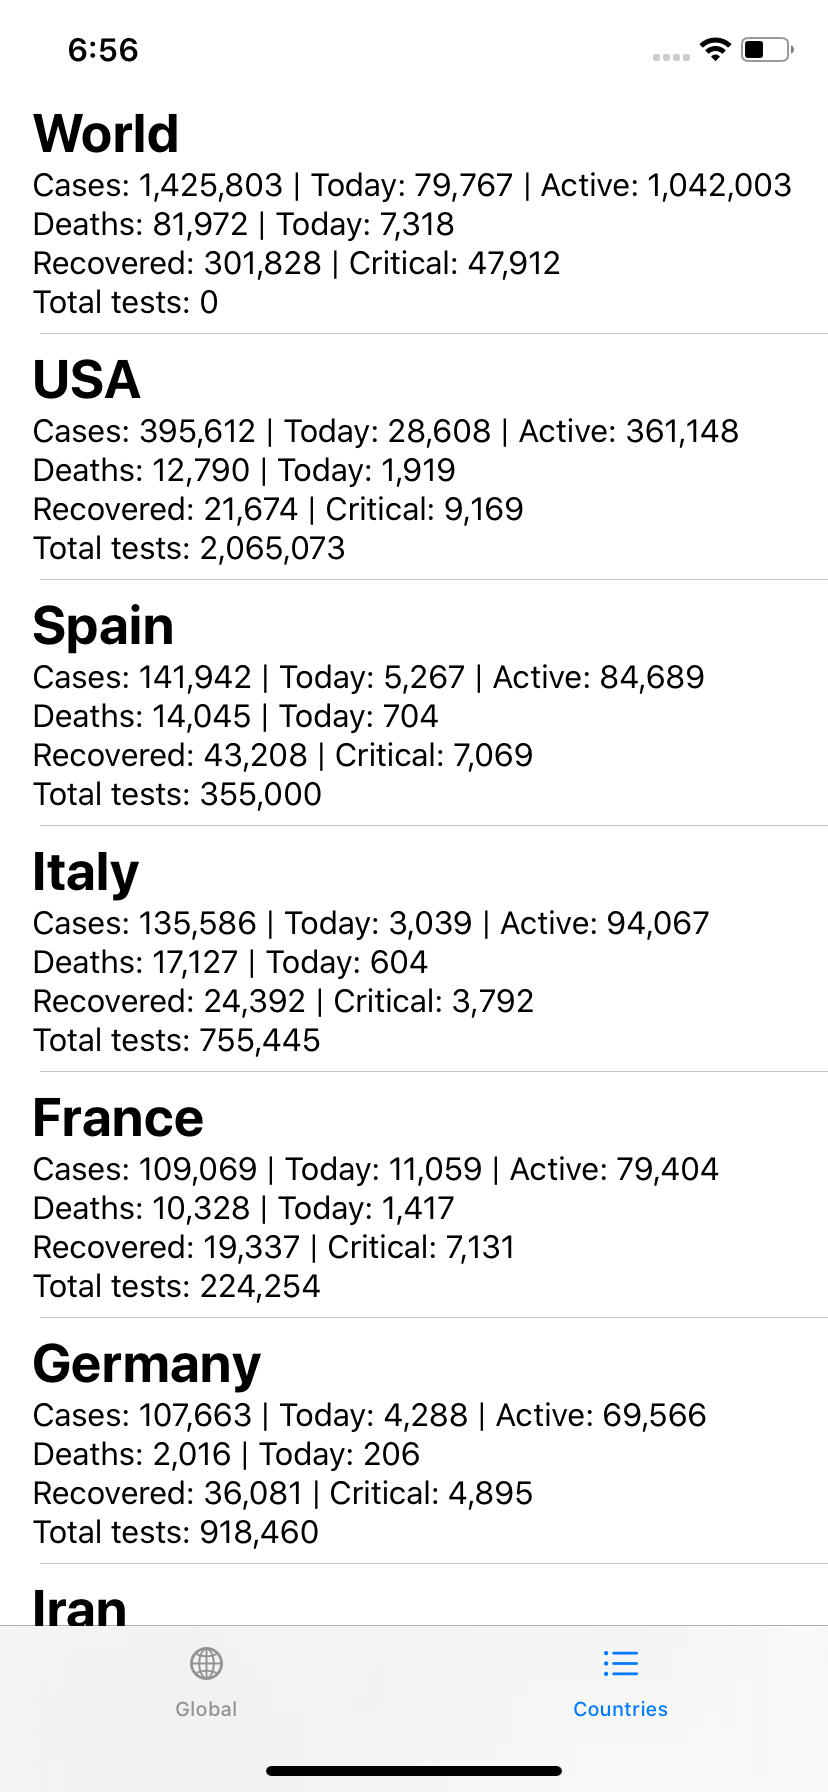 6:56
World
Cases: 1,425,803 | Today: 79,767 | Active: 1,042,003
Deaths: 81,972 | Today: 7,318
Recovered: 301,828 | Critical: 47,912
Total tests: 0
USA
Cases: 395,612 | Today: 28,608 | Active: 361,148
Deaths: 12,790 | Today: 1,919
Recovered: 21,674 | Critical: 9,169
Total tests: 2,065,073
Spain
Cases: 141,942 | Today: 5,267 | Active: 84,689
Deaths: 14,045 | Today: 704
Recovered: 43,208 | Critical: 7,069
Total tests: 355,000
Italy
Cases: 135,586 | Today: 3,039 | Active: 94,067
Deaths: 17,127 | Today: 604
Recovered: 24,392 | Critical: 3,792
Total tests: 755,445
France
Cases: 109,069 | Today: 11,059 | Active: 79,404
Deaths: 10,328 | Today: 1,417
Recovered: 19,337 | Critical: 7,131
Total tests: 224,254
Germany
Cases: 107,663 | Today: 4,288 | Active: 69,566
Deaths: 2,016 | Today: 206
Recovered: 36,081 | Critical: 4,895
Total tests: 918,460
Iran
Global
Countries